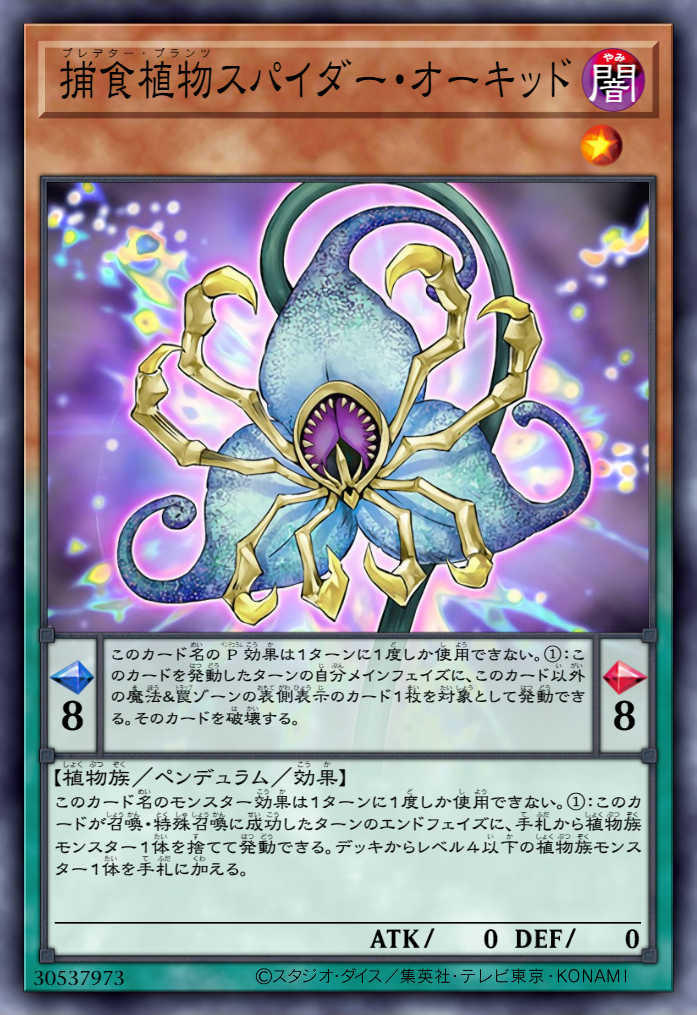 プレデター・プランツ
捕食植物スパイダー・オーキッド
やみ
闇
このカード名のP効果は1ターンに1度しか使用できない。①:こ
のカードを発動したターンの自分メインフェイズに、このカード以外
の魔法&罠ゾーンの表側表示のカード1枚を対象として発動でき
る。そのカードを破壊する。
8
8
【植物族/ペンデュラム/効果】
このカード名のモンスター効果は1ターンに1度しか使用できない。①:このカ
ードが召喚・特殊召喚に成功したターンのエンドフェイズに、手札から植物族
モンスター1体を捨てて発動できる。デッキからレベル4以下の植物族モンス
ター1体を手札に加える。
ATK/ 0 DEF/ 0
30537973
©スタジオ・ダイス/集英社・テレビ東京・KONAMI